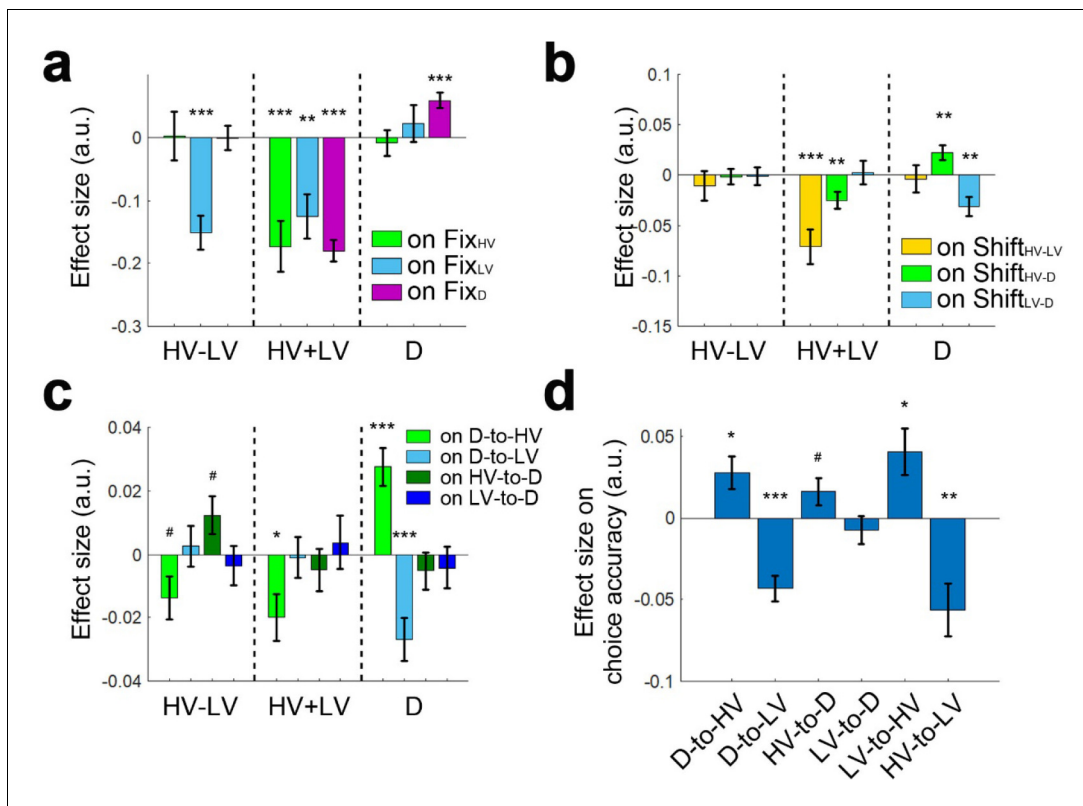 a
Effect size (a.u.)
0
-0.1
-0.2
-0.3
*** *** ** *** ***
on FixHV
on FixLV
on FixD
HV-LV HV+LV D
b
Effect size (a.u.)
0.1
0.05
0
-0.05
-0.1
-0.15
*** ** ** **
on ShiftHV-LV
on ShiftHV-D
on ShiftLV-D
HV-LV HV+LV D
c
Effect size (a.u.)
0.04
0.02
0
-0.02
-0.04
# # * *** ***
on D-to-HV
on D-to-LV
on HV-to-D
on LV-to-D
HV-LV HV+LV D
d
Effect size on
choice accuracy (a.u.)
0.05
0
-0.05
-0.1
* *** # * **
D-to-HV
D-to-LV
HV-to-D
LV-to-D
LV-to-HV
HV-to-LV